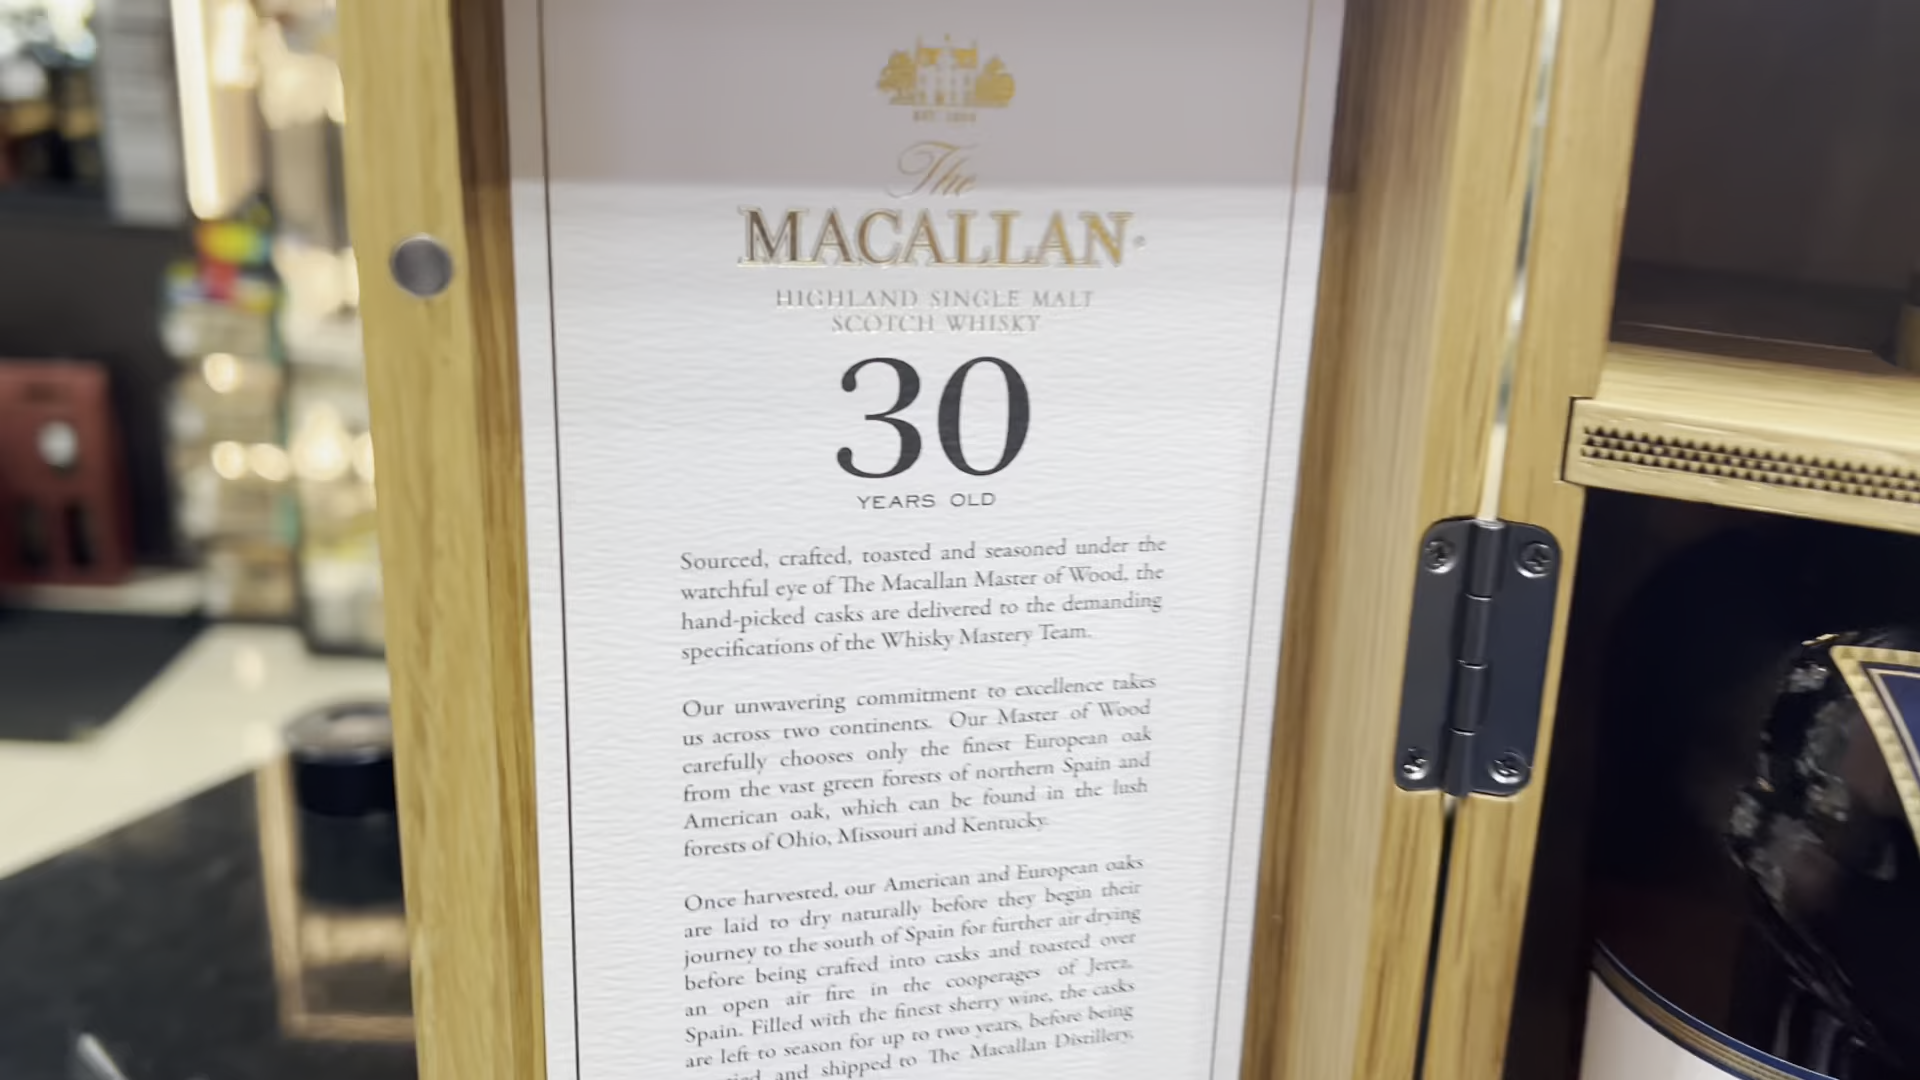 The
MACALLAN
HIGHLAND SINGLE MALT
SCOTCH WHISKY
30
YEARS OLD
Sourced, crafted, toasted and seasoned under the
watchful eye of The Macallan Master of Wood, the
hand-picked casks are delivered to the demanding
specifications of the Whisky Mastery Team.
Our unwavering commitment to excellence takes
us across two continents. Our Master of Wood
carefully chooses only the finest European oak
from the vast green forests of northern Spain and
American oak, which can be found in the lush
forests of Ohio, Missouri and Kentucky.
Once harvested, our American and European oaks
are laid to dry naturally before they begin their
journey to the south of Spain for further air drying
before being crafted into casks and toasted over
an open air fire in the cooperages of Jerez,
Spain. Filled with the finest sherry wine, the casks
are left to season for up to two years, before being
and shipped to The Macallan Distillery,